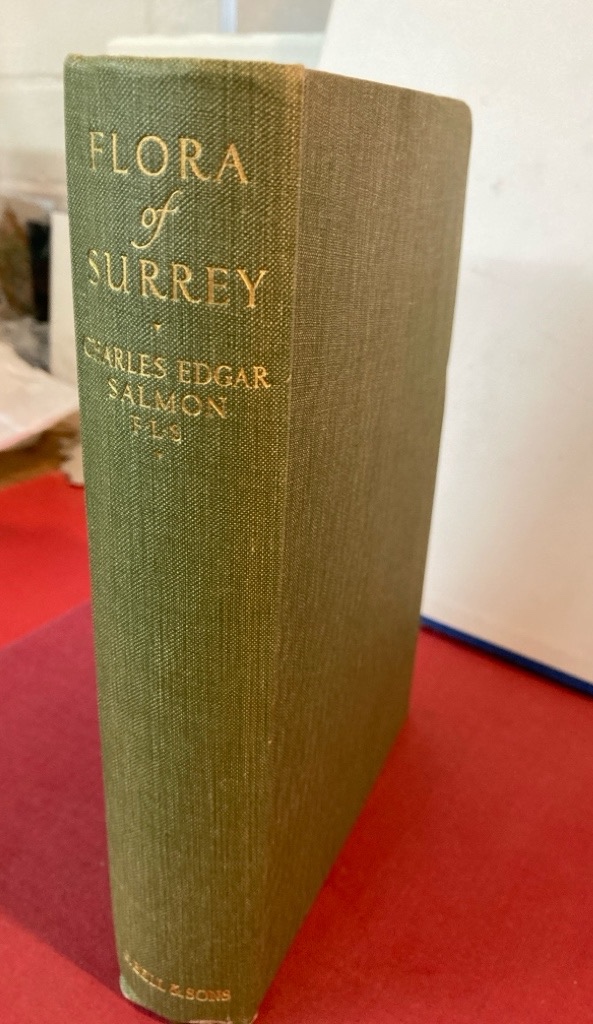 FLORA
of
SURREY
CHARLES EDGAR
SALMON
F·L·S
G. BELL & SONS